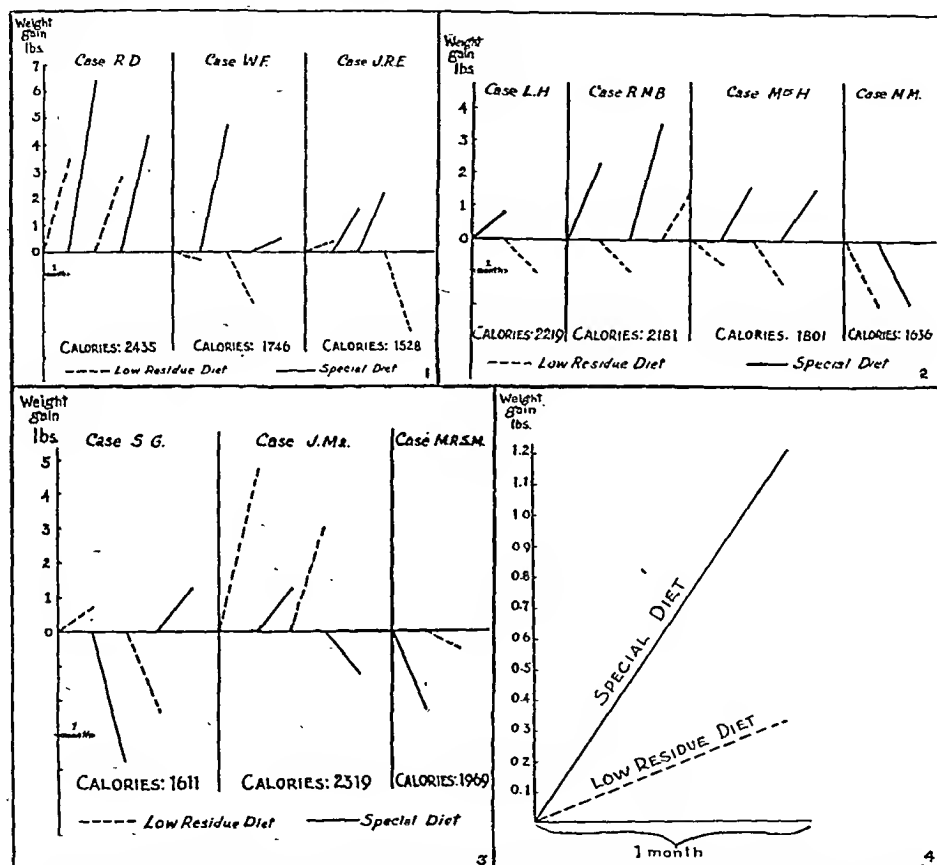 Weight
gain
lbs.
Case R D Case W.F. Case J.R.E.
7
6
5
4
3
2
1
0
1
month
CALORIES: 2435 CALORIES: 1746 CALORIES: 1528
Low Residue Diet Special Diet 1
Weight
gain
lbs
Case L.H Case R M B Case McH Case M M.
4
3
2
1
0
1
month
CALORIES: 2219 CALORIES: 2181 CALORIES. 1801 CALORIES: 1636
Low Residue Diet Special Diet 2
Weight
gain
lbs.
Case S G. Case J.Mc. Case M.R.S.M.
5
4
3
2
1
0
1
month
CALORIES: 1611 CALORIES: 2319 CALORIES: 1969
Low Residue Diet Special Diet
3
Weight
gain
lbs.
1.2
1.1
1.0
0.9
0.8
0.7
0.6
0.5
0.4
0.3
0.2
0.1
SPECIAL DIET
LOW RESIDUE DIET
1 month
4